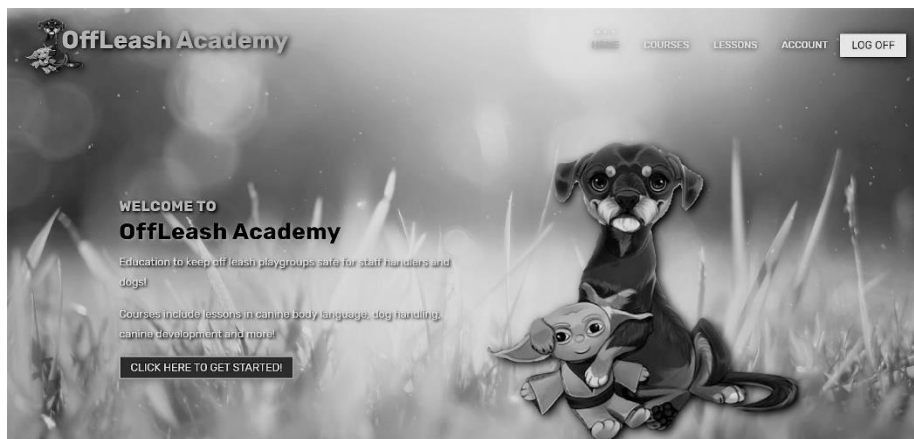 OffLeash Academy
HOME COURSES LESSONS ACCOUNT LOG OFF
WELCOME TO
OffLeash Academy
Education to keep off leash playgroups safe for staff handlers and
dogs!
Courses include lessons in canine body language, dog handling,
canine development and more!
CLICK HERE TO GET STARTED!